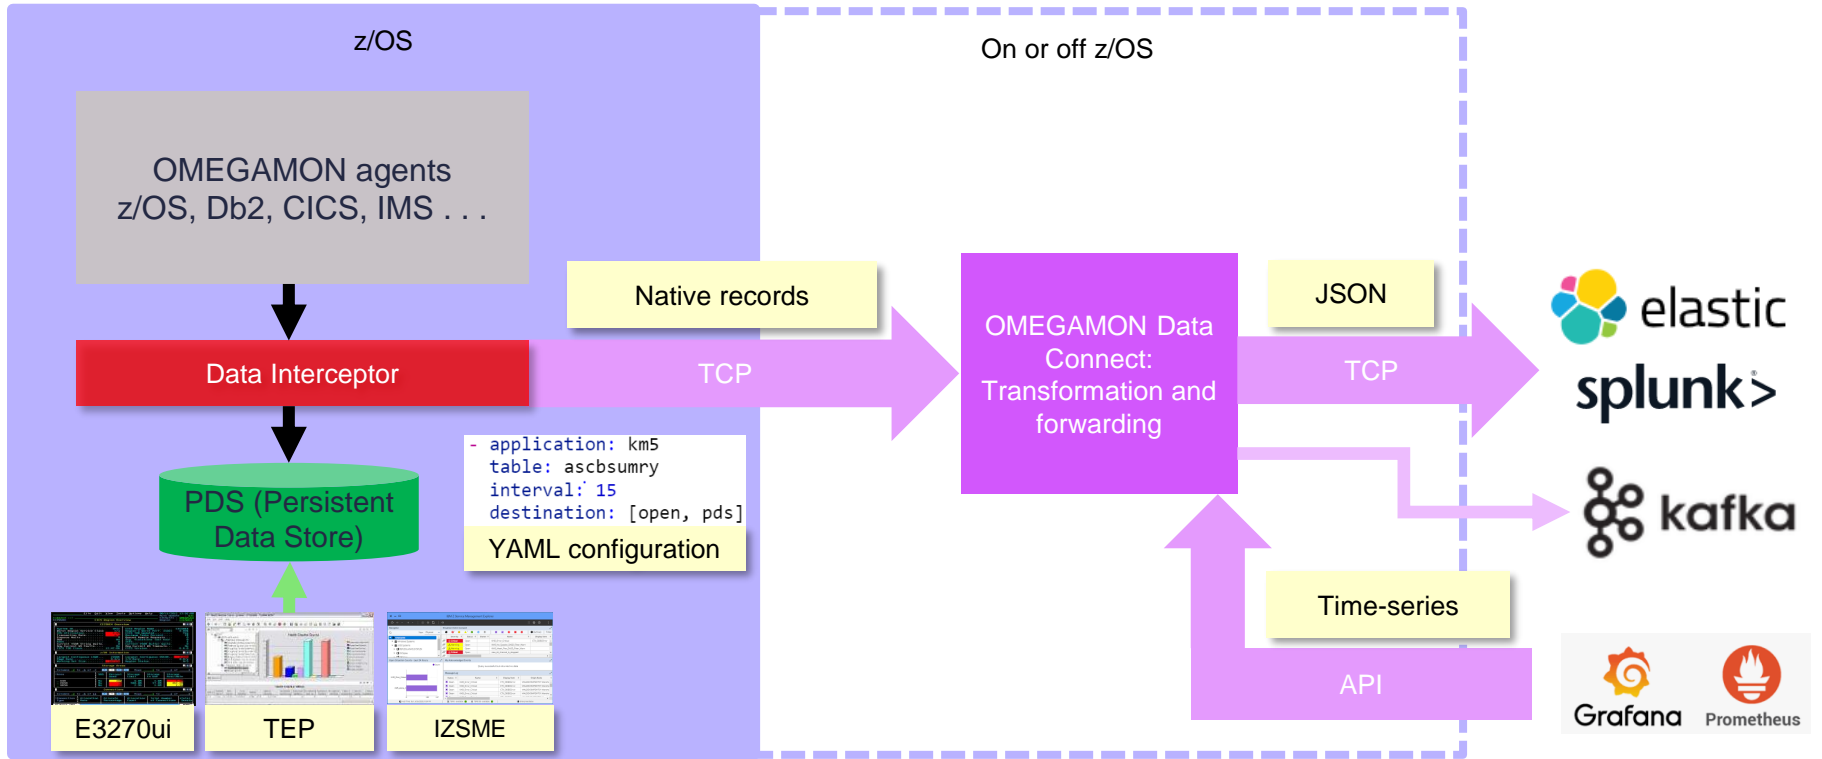 z/OS
On or off z/OS
OMEGAMON agents
z/OS, Db2, CICS, IMS . . .
Native records
JSON
OMEGAMON Data
Connect:
Transformation and
forwarding
elastic
Data Interceptor
TCP
TCP
splunk>
- application: km5
table: ascbsumry
interval: 15
destination: [open, pds]
YAML configuration
PDS (Persistent
Data Store)
kafka
Time-series
API
Grafana
Prometheus
E3270ui
TEP
IZSME